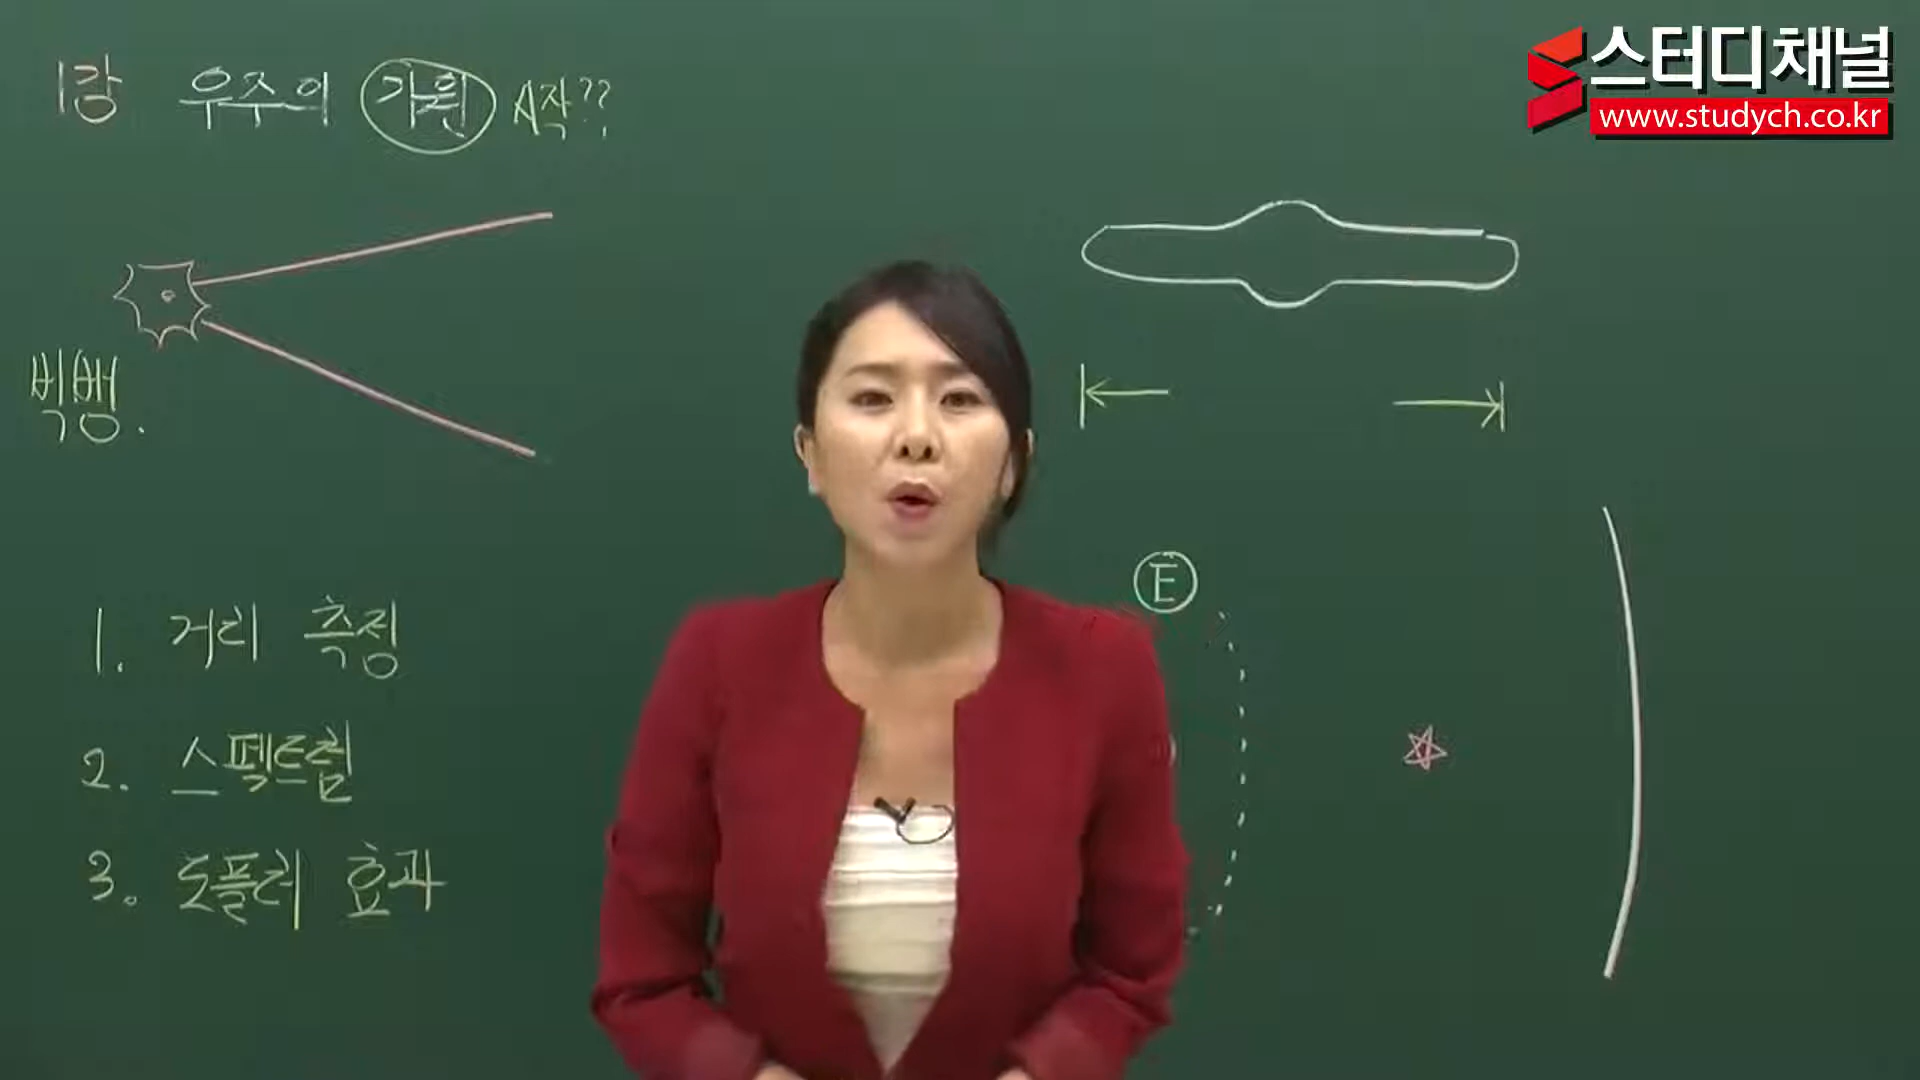 1강 우주의 기원 시작??
스터디채널
www.studych.co.kr
빅뱅.
E
1. 거리 측정
2. 스펙트럼
3. 도플러 효과